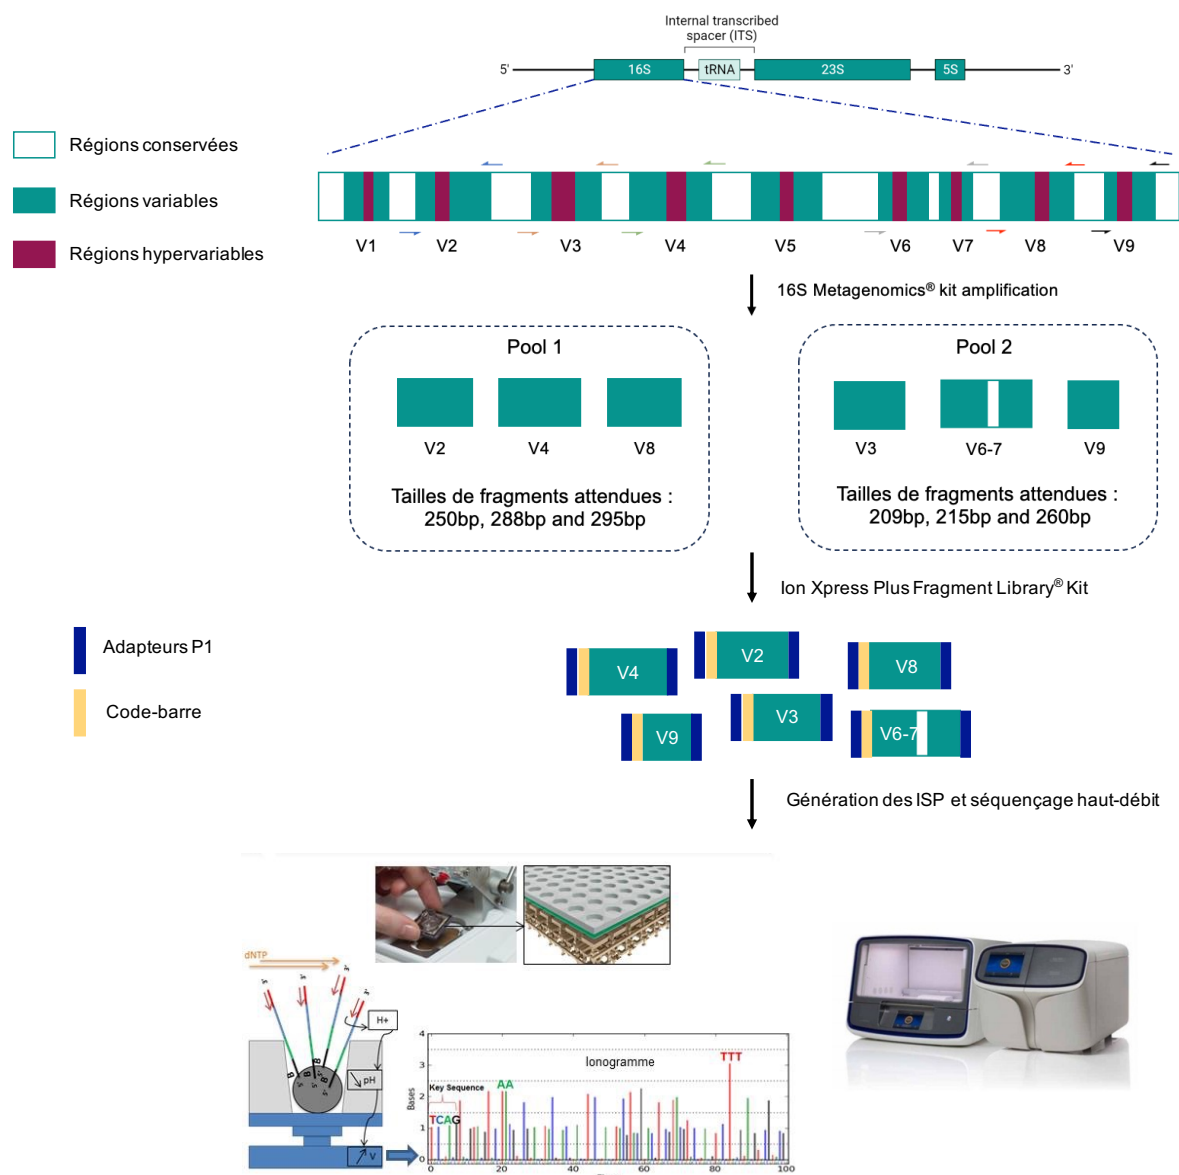 Internal transcribed
spacer (ITS)
5'
16S
tRNA
23S
5S
3'
Régions conservées
Régions variables
Régions hypervariables
V1
V2
V3
V4
V5
V6
V7
V8
V9
16S Metagenomics® kit amplification
Pool 1
V2
V4
V8
Tailles de fragments attendues :
250bp, 288bp and 295bp
Pool 2
V3
V6-7
V9
Tailles de fragments attendues :
209bp, 215bp and 260bp
Ion Xpress Plus Fragment Library® Kit
Adapteurs P1
Code-barre
V4
V2
V8
V9
V3
V6-7
Génération des ISP et séquençage haut-débit
dNTP
H+
pH
V
B
B
B
Ionogramme
Bases
4
3
2
1
0
Key Sequence
TCAG
AA
TTT
0
20
40
60
80
100